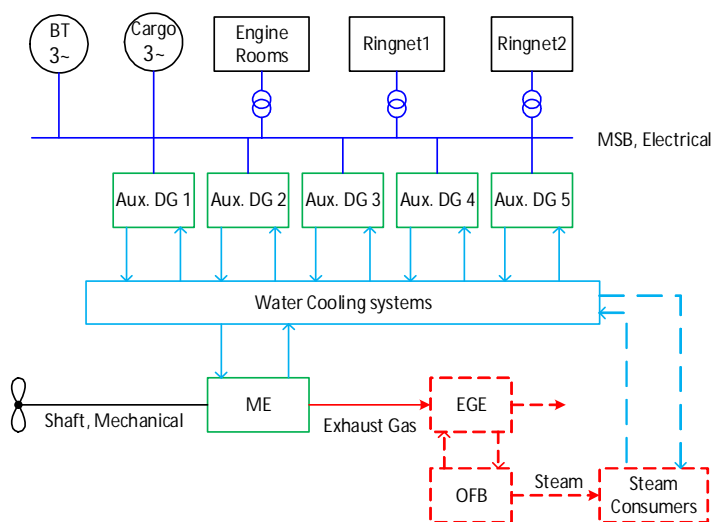 BT
3~
Cargo
3~
Engine
Rooms
Ringnet1
Ringnet2
MSB, Electrical
Aux. DG 1
Aux. DG 2
Aux. DG 3
Aux. DG 4
Aux. DG 5
Water Cooling systems
Shaft, Mechanical
ME
Exhaust Gas
EGE
OFB
Steam
Steam
Consumers